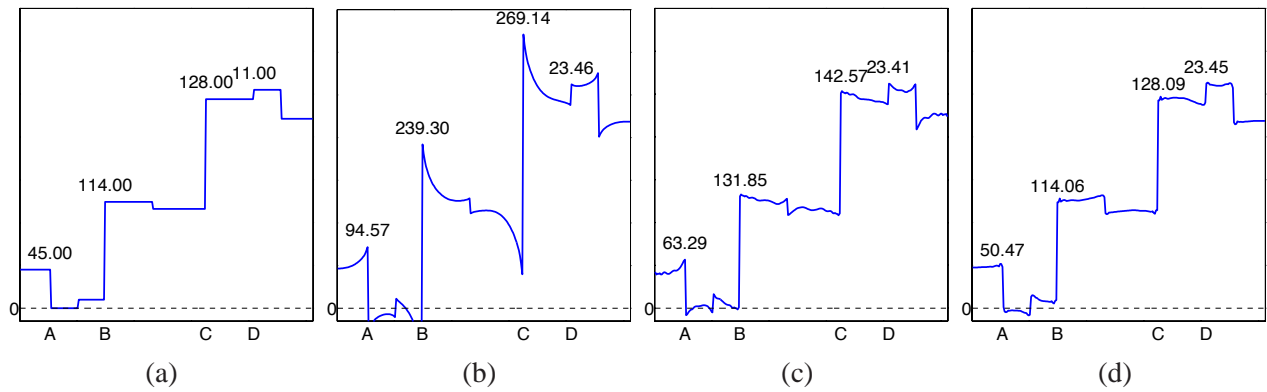 45.00 114.00 128.00 11.00
0
A B C D
(a)
94.57 239.30 269.14 23.46
0
A B C D
(b)
63.29 131.85 142.57 23.41
0
A B C D
(c)
50.47 114.06 128.09 23.45
0
A B C D
(d)